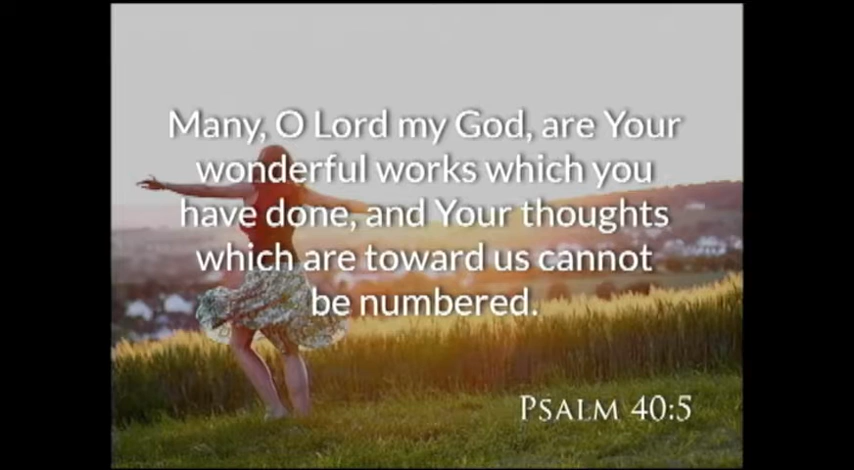 Many, O Lord my God, are Your
wonderful works which you
have done, and Your thoughts
which are toward us cannot
be numbered.
Psalm 40:5